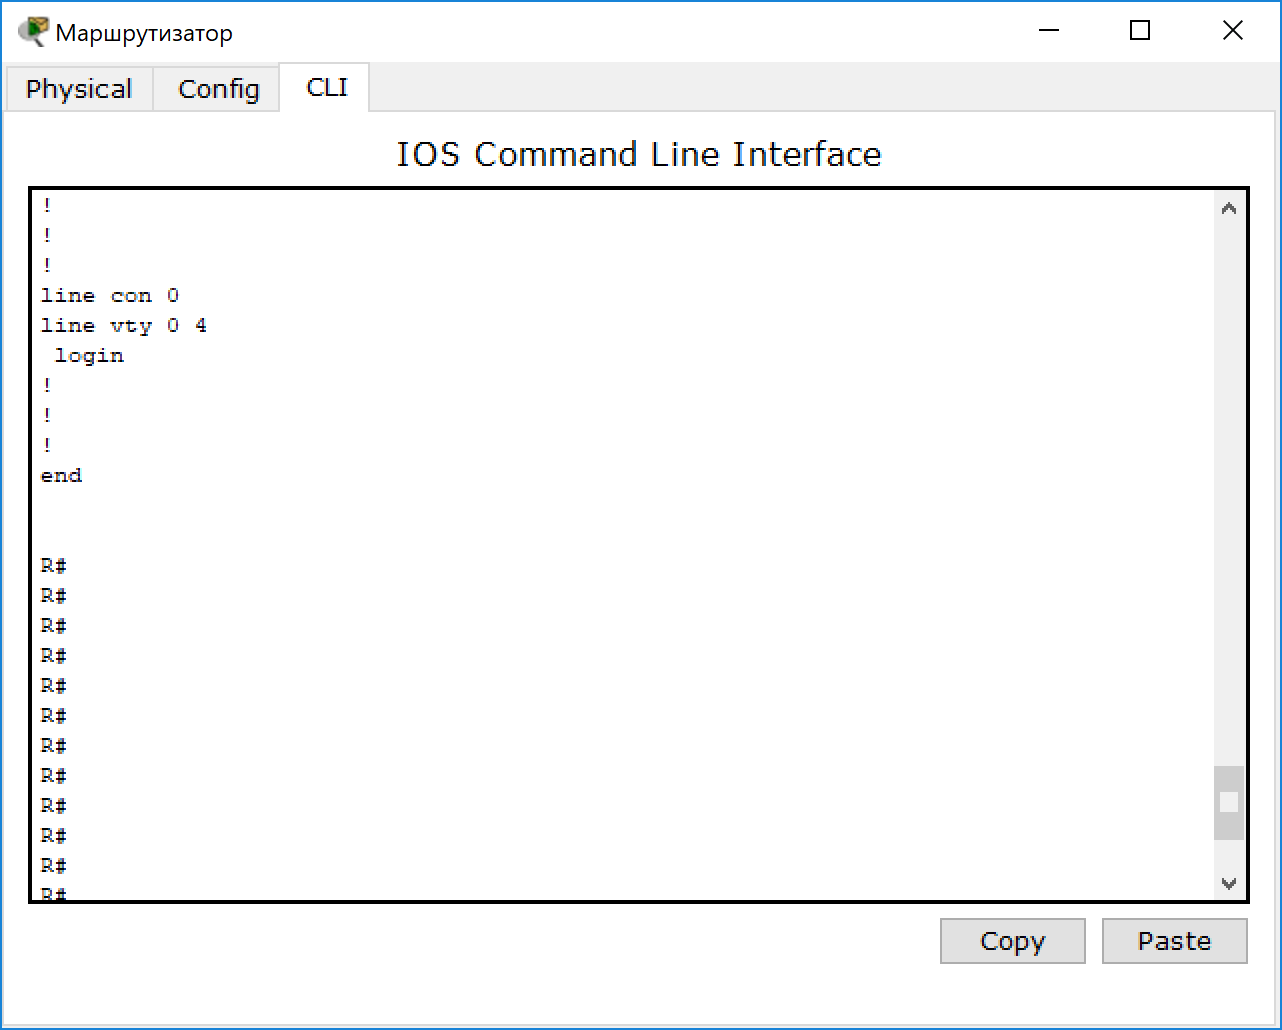 Маршрутизатор
Physical Config CLI
IOS Command Line Interface
!
!
!
line con 0
line vty 0 4
 login
!
!
!
end
R#
R#
R#
R#
R#
R#
R#
R#
R#
R#
R#
R#
Copy Paste